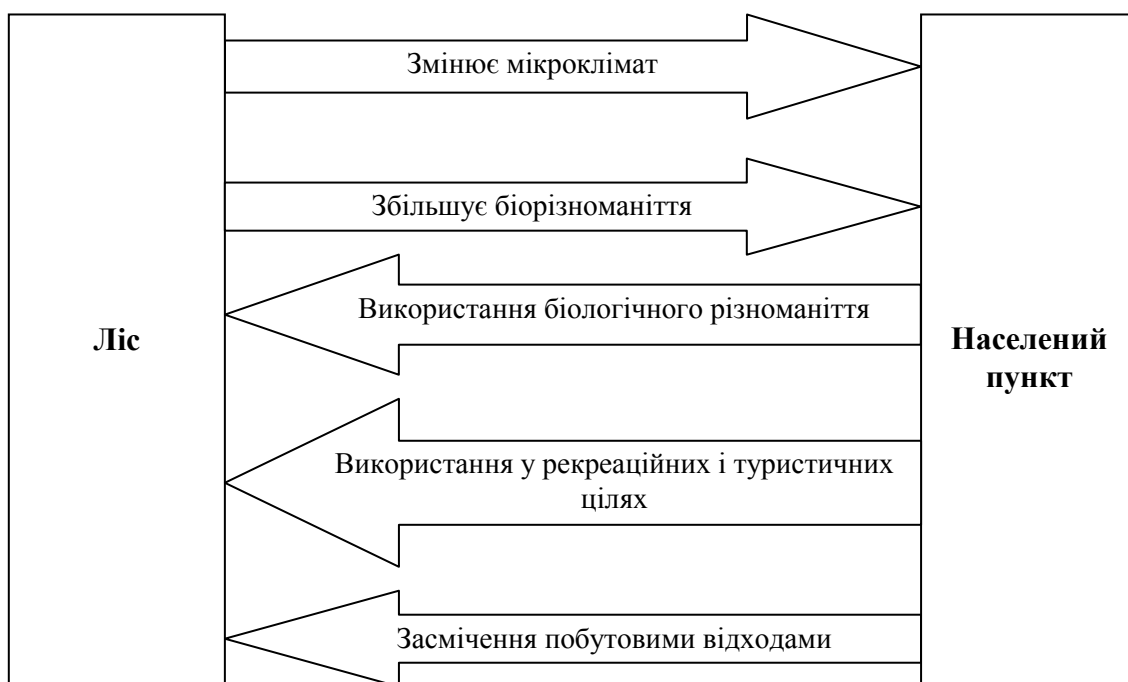 Змінює мікроклімат
Збільшує біорізноманіття
Використання біологічного різноманіття
Ліс
Населений
пункт
Використання у рекреаційних і туристичних
цілях
Засмічення побутовими відходами